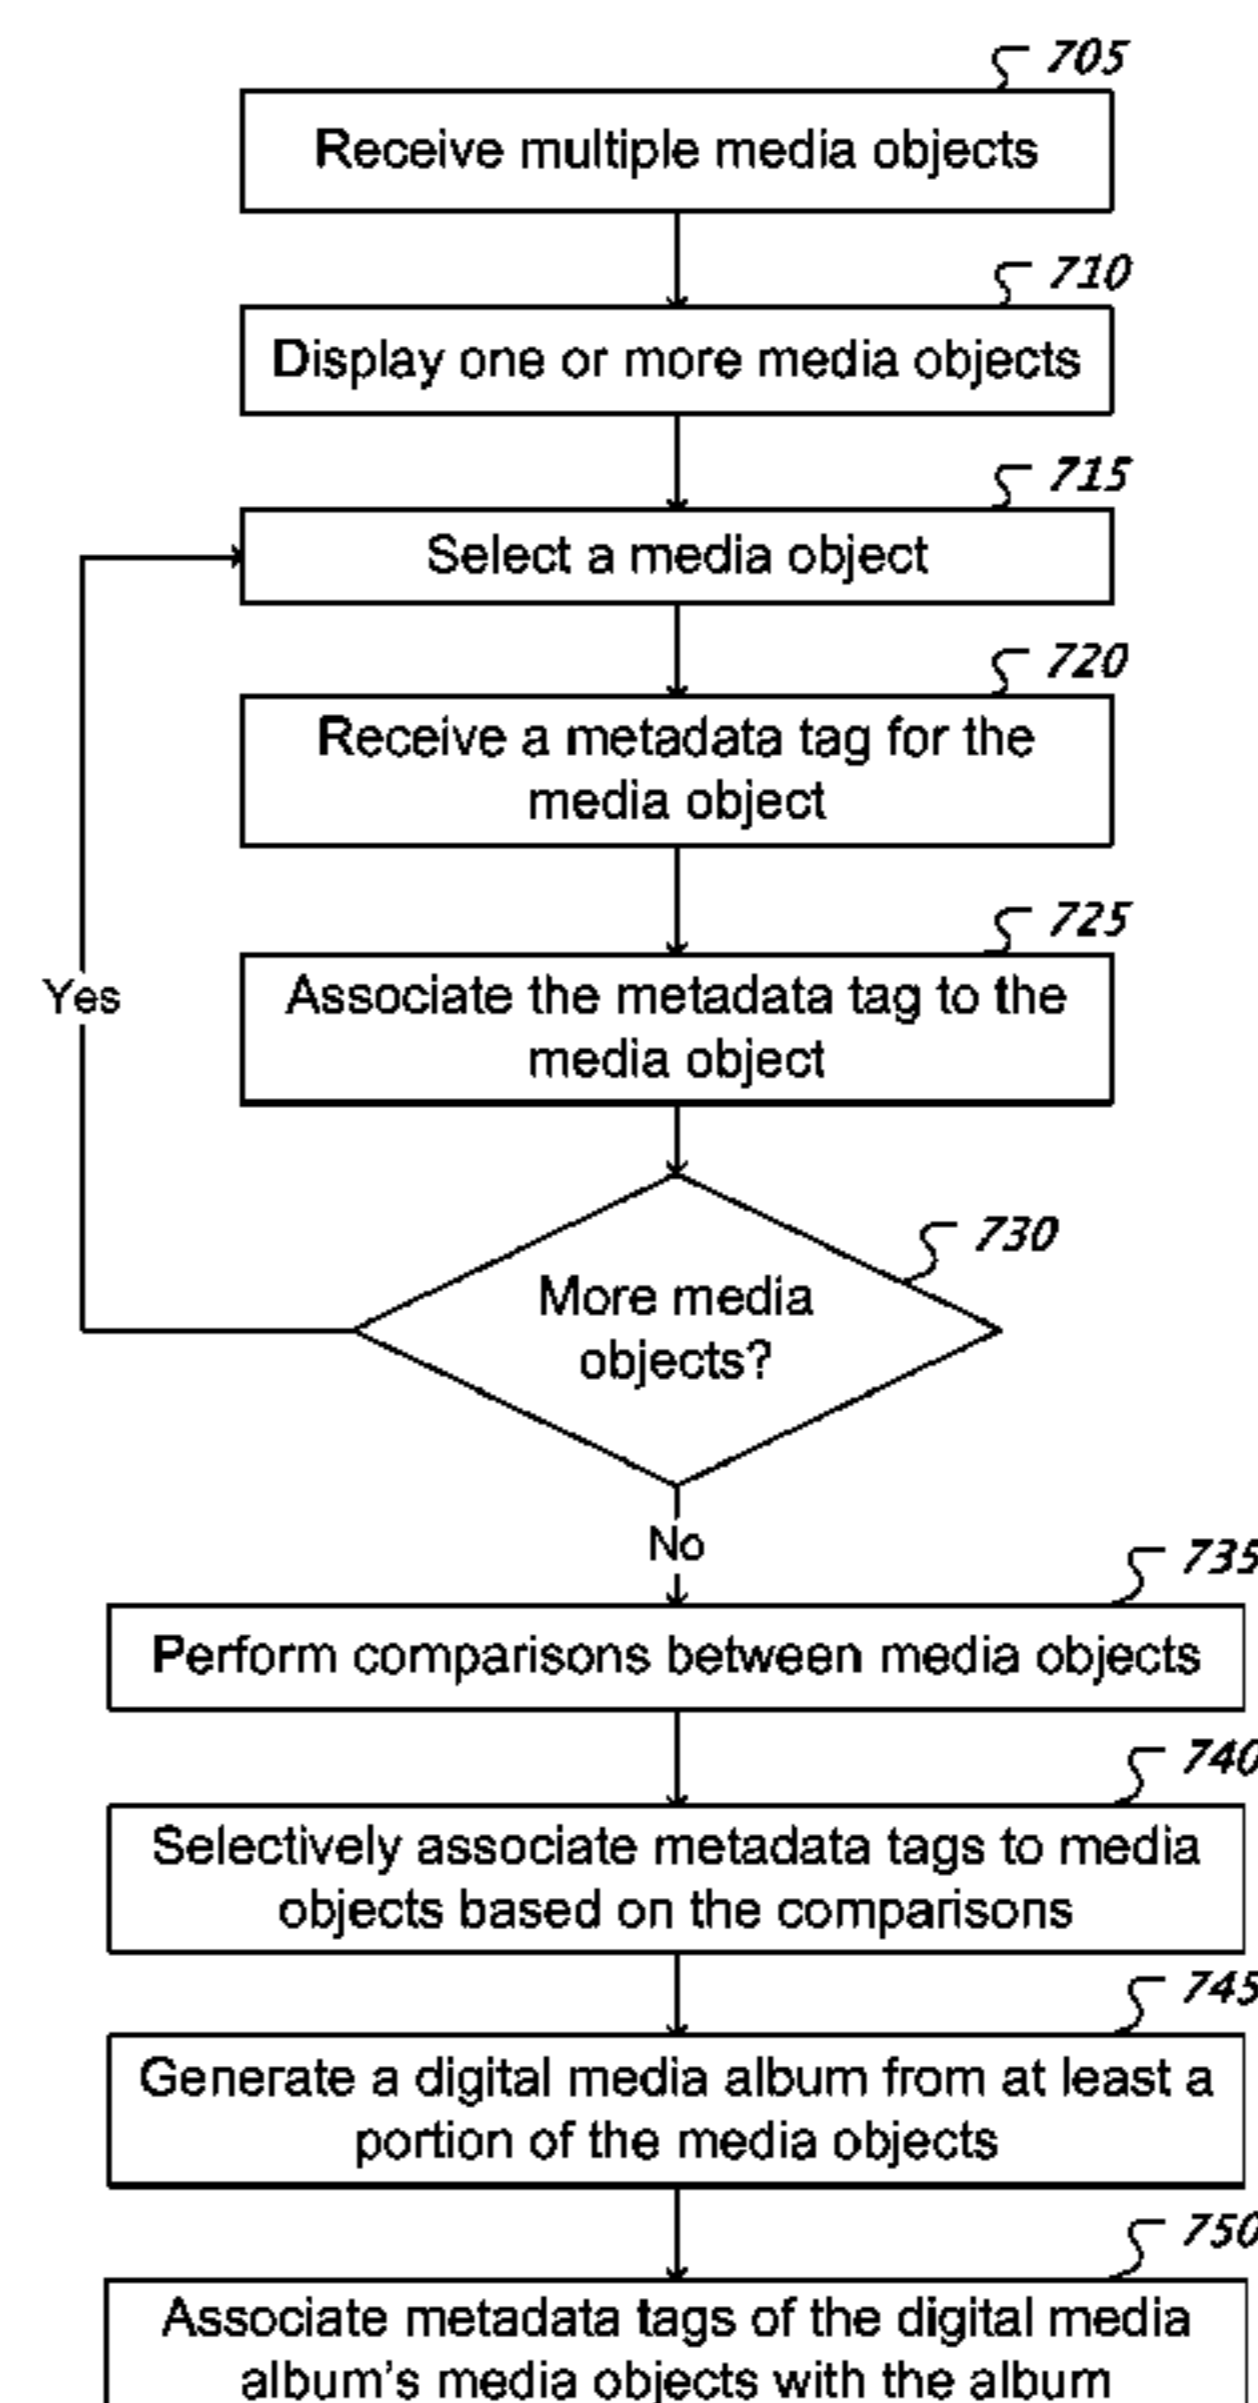 705
Receive multiple media objects
710
Display one or more media objects
715
Select a media object
720
Receive a metadata tag for the
media object
725
Associate the metadata tag to the
media object
Yes
730
More media
objects?
No
735
Perform comparisons between media objects
740
Selectively associate metadata tags to media
objects based on the comparisons
745
Generate a digital media album from at least a
portion of the media objects
750
Associate metadata tags of the digital media
album's media objects with the album